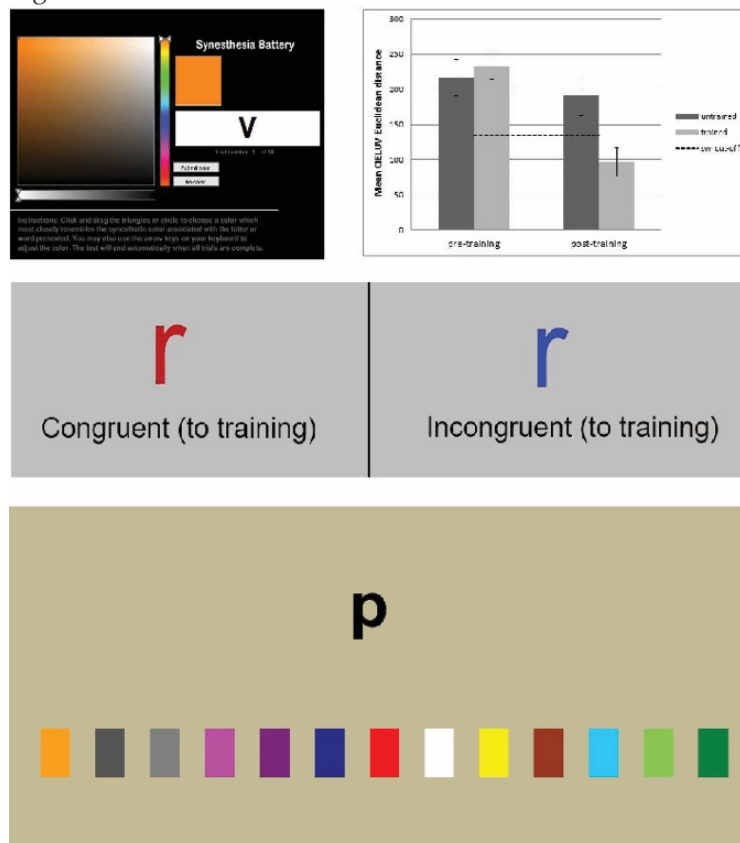 Synesthesia Battery
V
Instructions: Click and drag the triangles or circle to choose a color which
most closely resembles the synesthetic color associated with the letter or
word presented. You may also use the arrow keys on your keyboard to
adjust the color. The test will end automatically when all trials are complete.
Mean CIELUV Euclidean distance
300
250
200
150
100
50
0
pre-training
post-training
untrained
trained
r
Congruent (to training)
r
Incongruent (to training)
p